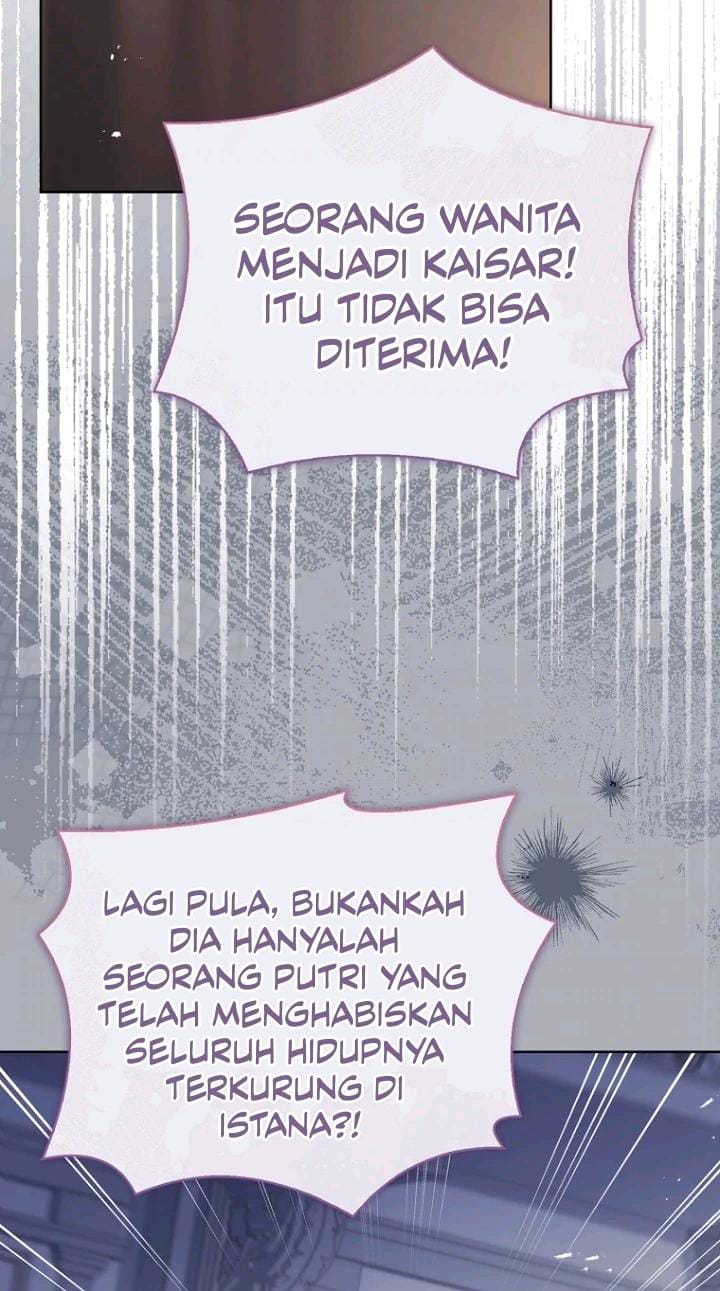 SEORANG WANITA
MENJADI KAISAR!
ITU TIDAK BISA
DITERIMA!
LAGI PULA, BUKANKAH
DIA HANYALAH
SEORANG PUTRI YANG
TELAH MENGHABISKAN
SELURUH HIDUPNYA
TERKURUNG DI
ISTANA?!